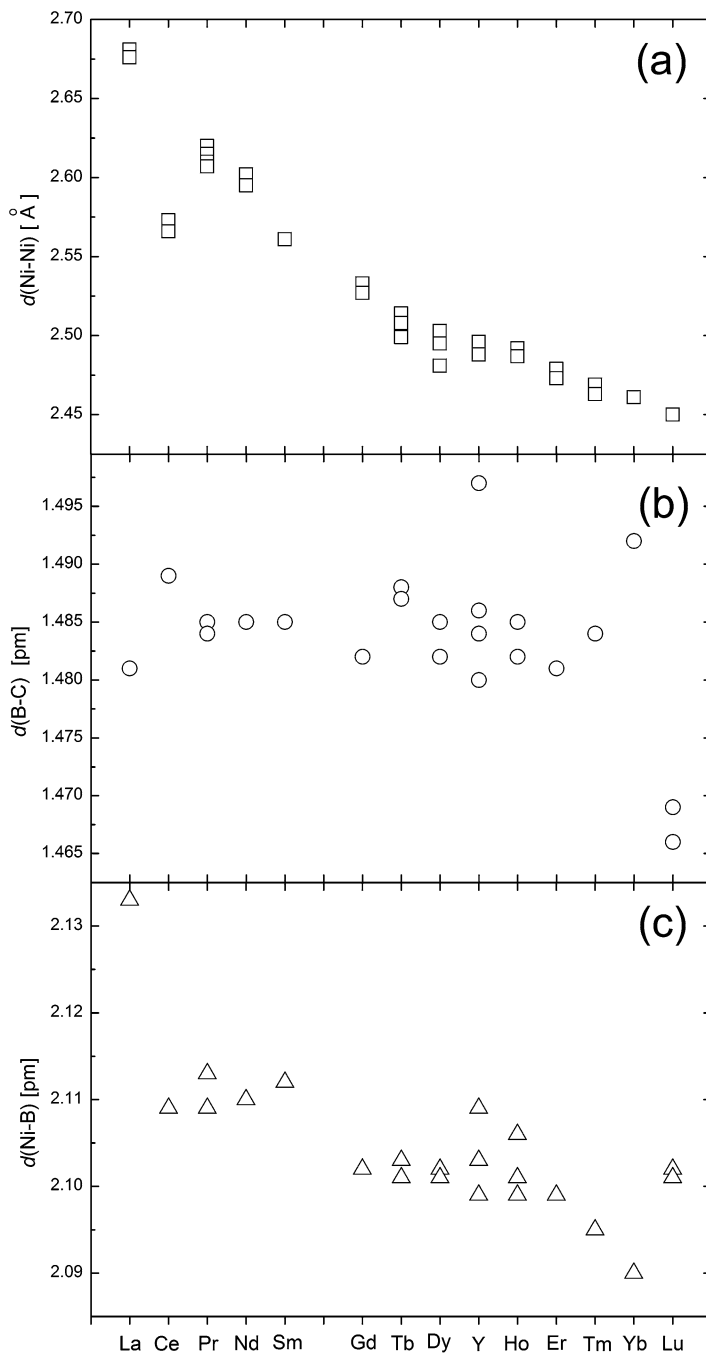 (a)
2.70
2.65
2.60
2.55
2.50
2.45
d(Ni-Ni) [ Å ]
(b)
1.495
1.490
1.485
1.480
1.475
1.470
1.465
d(B-C) [pm]
(c)
2.13
2.12
2.11
2.10
2.09
d(Ni-B) [pm]
La Ce Pr Nd Sm Gd Tb Dy Y Ho Er Tm Yb Lu